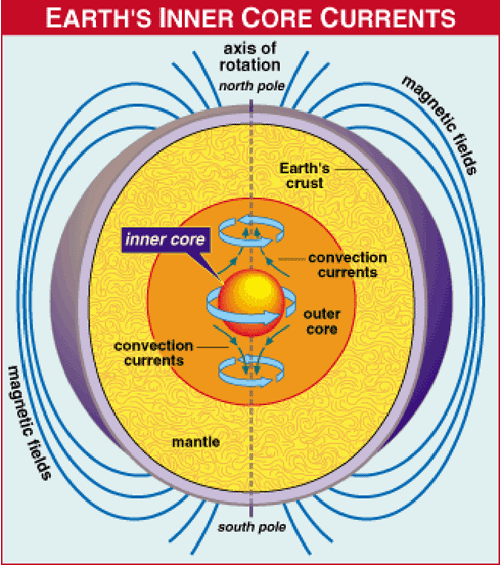 EARTH'S INNER CORE CURRENTS
axis of
rotation
north pole
magnetic fields
Earth's
crust
inner core
convection
currents
outer
core
convection
currents
magnetic fields
mantle
south pole